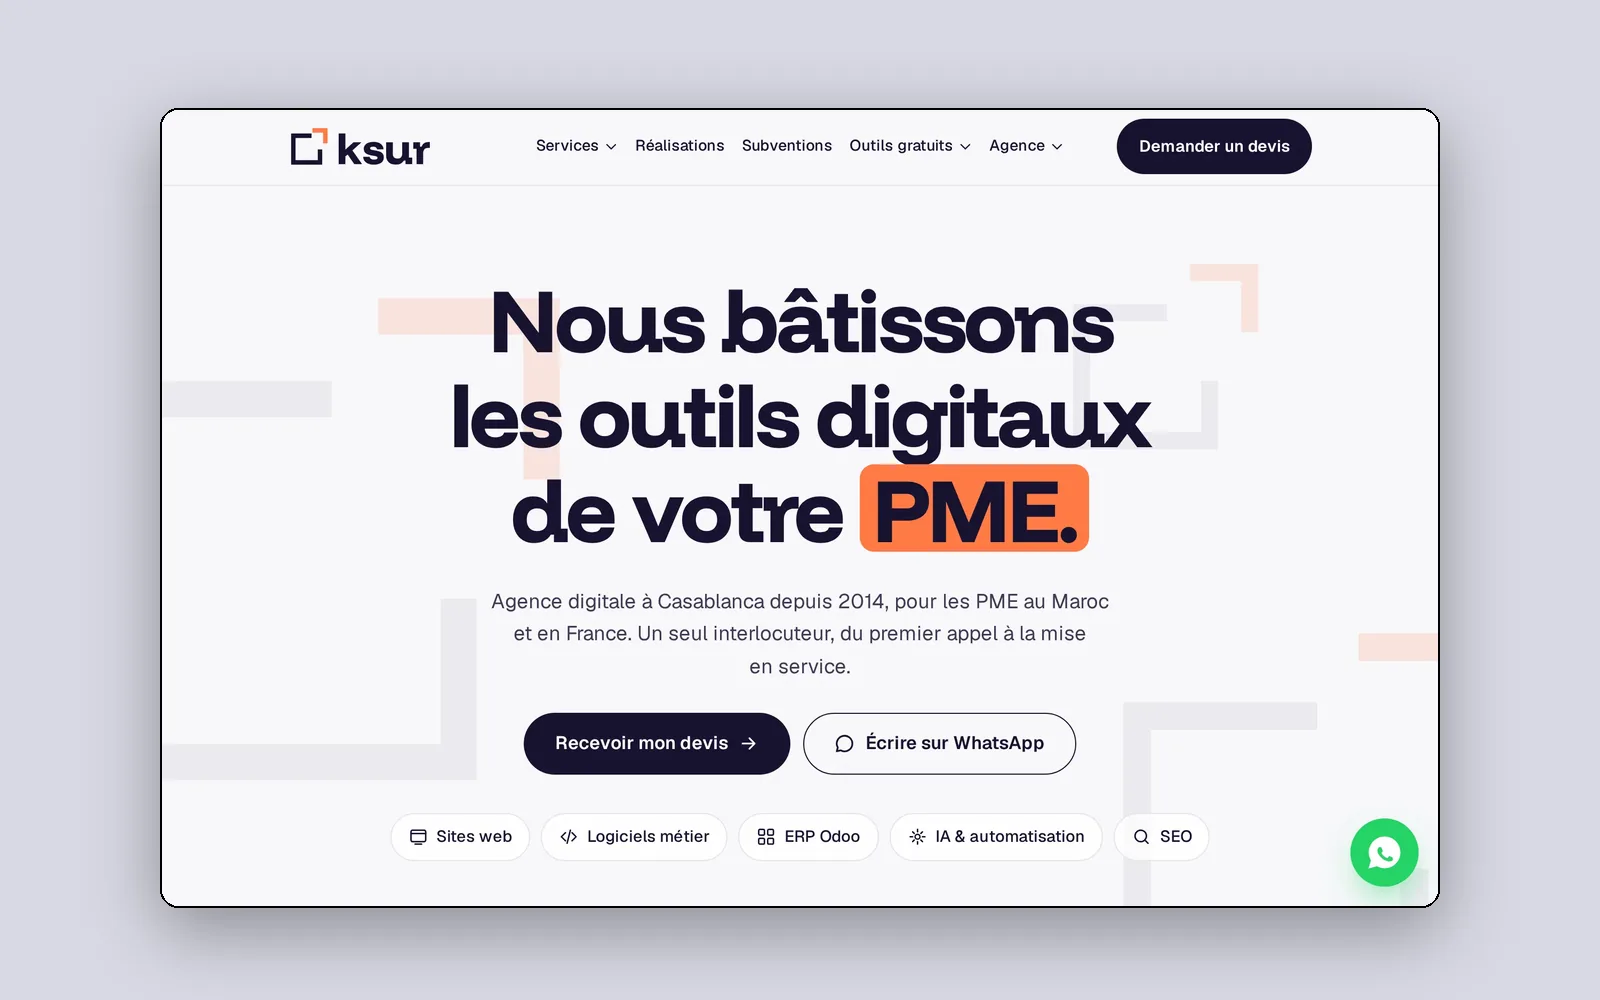 ksur
Services
Réalisations
Subventions
Outils gratuits
Agence
Demander un devis
Nous bâtissons
les outils digitaux
de votre PME.
Agence digitale à Casablanca depuis 2014, pour les PME au Maroc
et en France. Un seul interlocuteur, du premier appel à la mise
en service.
Recevoir mon devis →
Écrire sur WhatsApp
Sites web
Logiciels métier
ERP Odoo
IA & automatisation
SEO